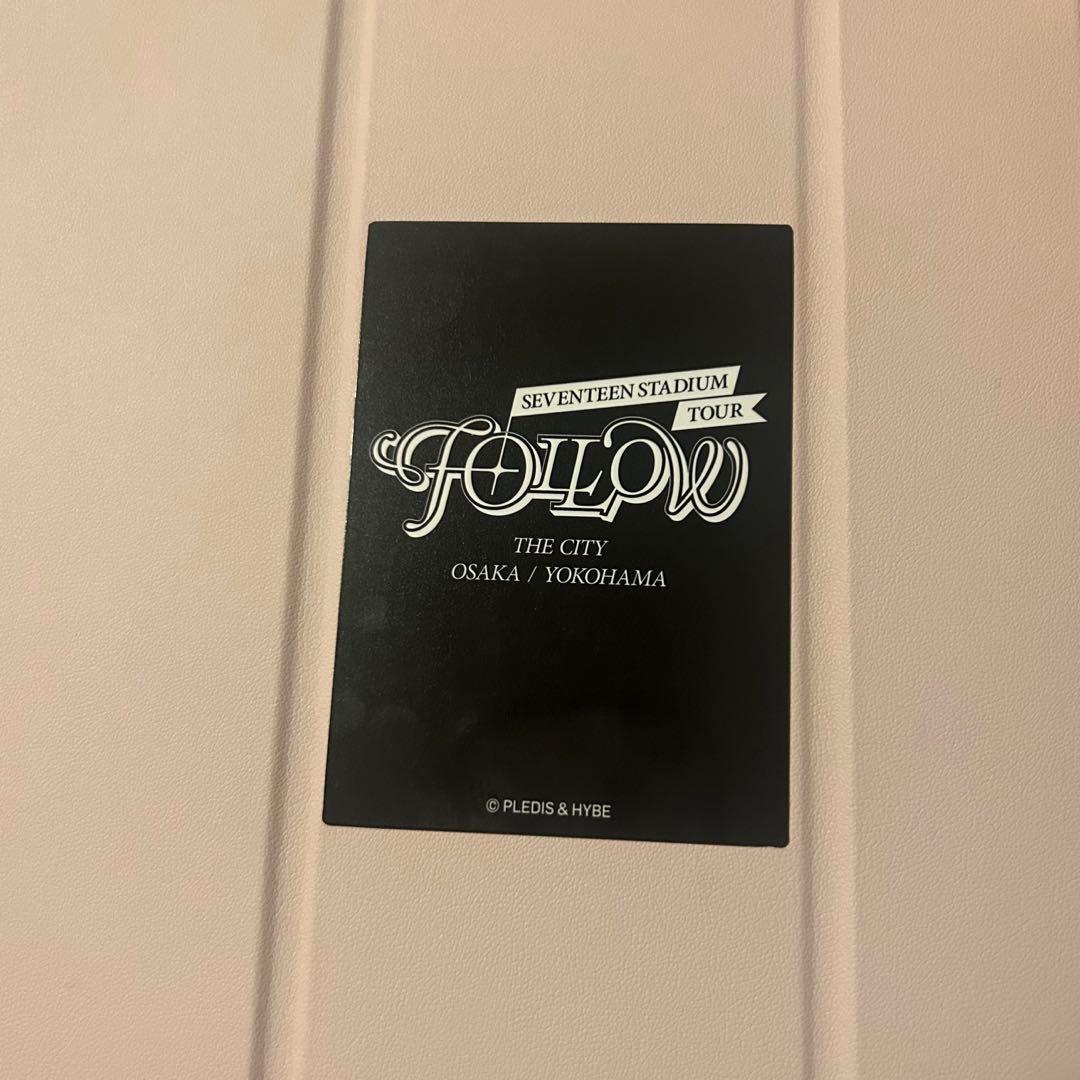 SEVENTEEN STADIUM
TOUR
FOLLOW
THE CITY
OSAKA / YOKOHAMA
© PLEDIS & HYBE